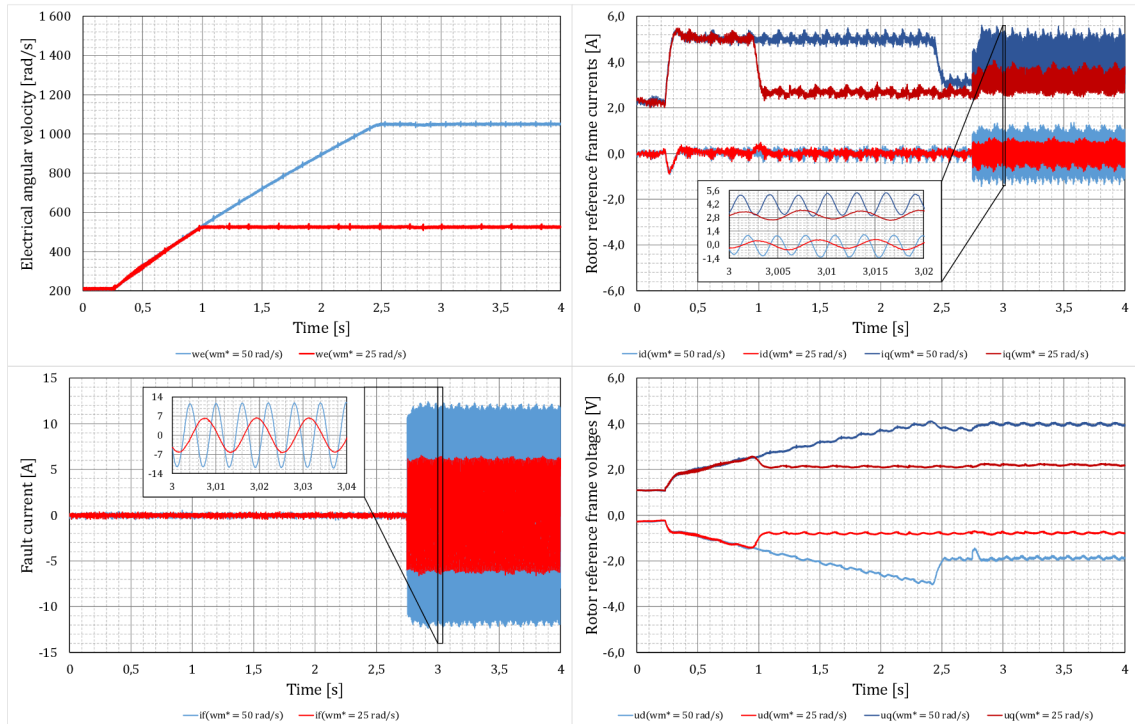 Electrical angular velocity [rad/s]
1 600
1 400
1 200
1 000
800
600
400
200
0 0,5 1 1,5 2 2,5 3 3,5 4
Time [s]
we(wm* = 50 rad/s) we(wm* = 25 rad/s)
Rotor reference frame currents [A]
6,0
4,0
2,0
0,0
-2,0
-4,0
-6,0
5,6
4,2
2,8
1,4
0,0
-1,4
3 3,005 3,01 3,015 3,02
0 0,5 1 1,5 2 2,5 3 3,5 4
Time [s]
id(wm* = 50 rad/s) id(wm* = 25 rad/s) iq(wm* = 50 rad/s) iq(wm* = 25 rad/s)
Fault current [A]
15
10
5
0
-5
-10
-15
14
7
0
-7
-14
3 3,01 3,02 3,03 3,04
0 0,5 1 1,5 2 2,5 3 3,5 4
Time [s]
if(wm* = 50 rad/s) if(wm* = 25 rad/s)
Rotor reference frame voltages [V]
6,0
4,0
2,0
0,0
-2,0
-4,0
-6,0
0 0,5 1 1,5 2 2,5 3 3,5 4
Time [s]
ud(wm* = 50 rad/s) ud(wm* = 25 rad/s) uq(wm* = 50 rad/s) uq(wm* = 25 rad/s)